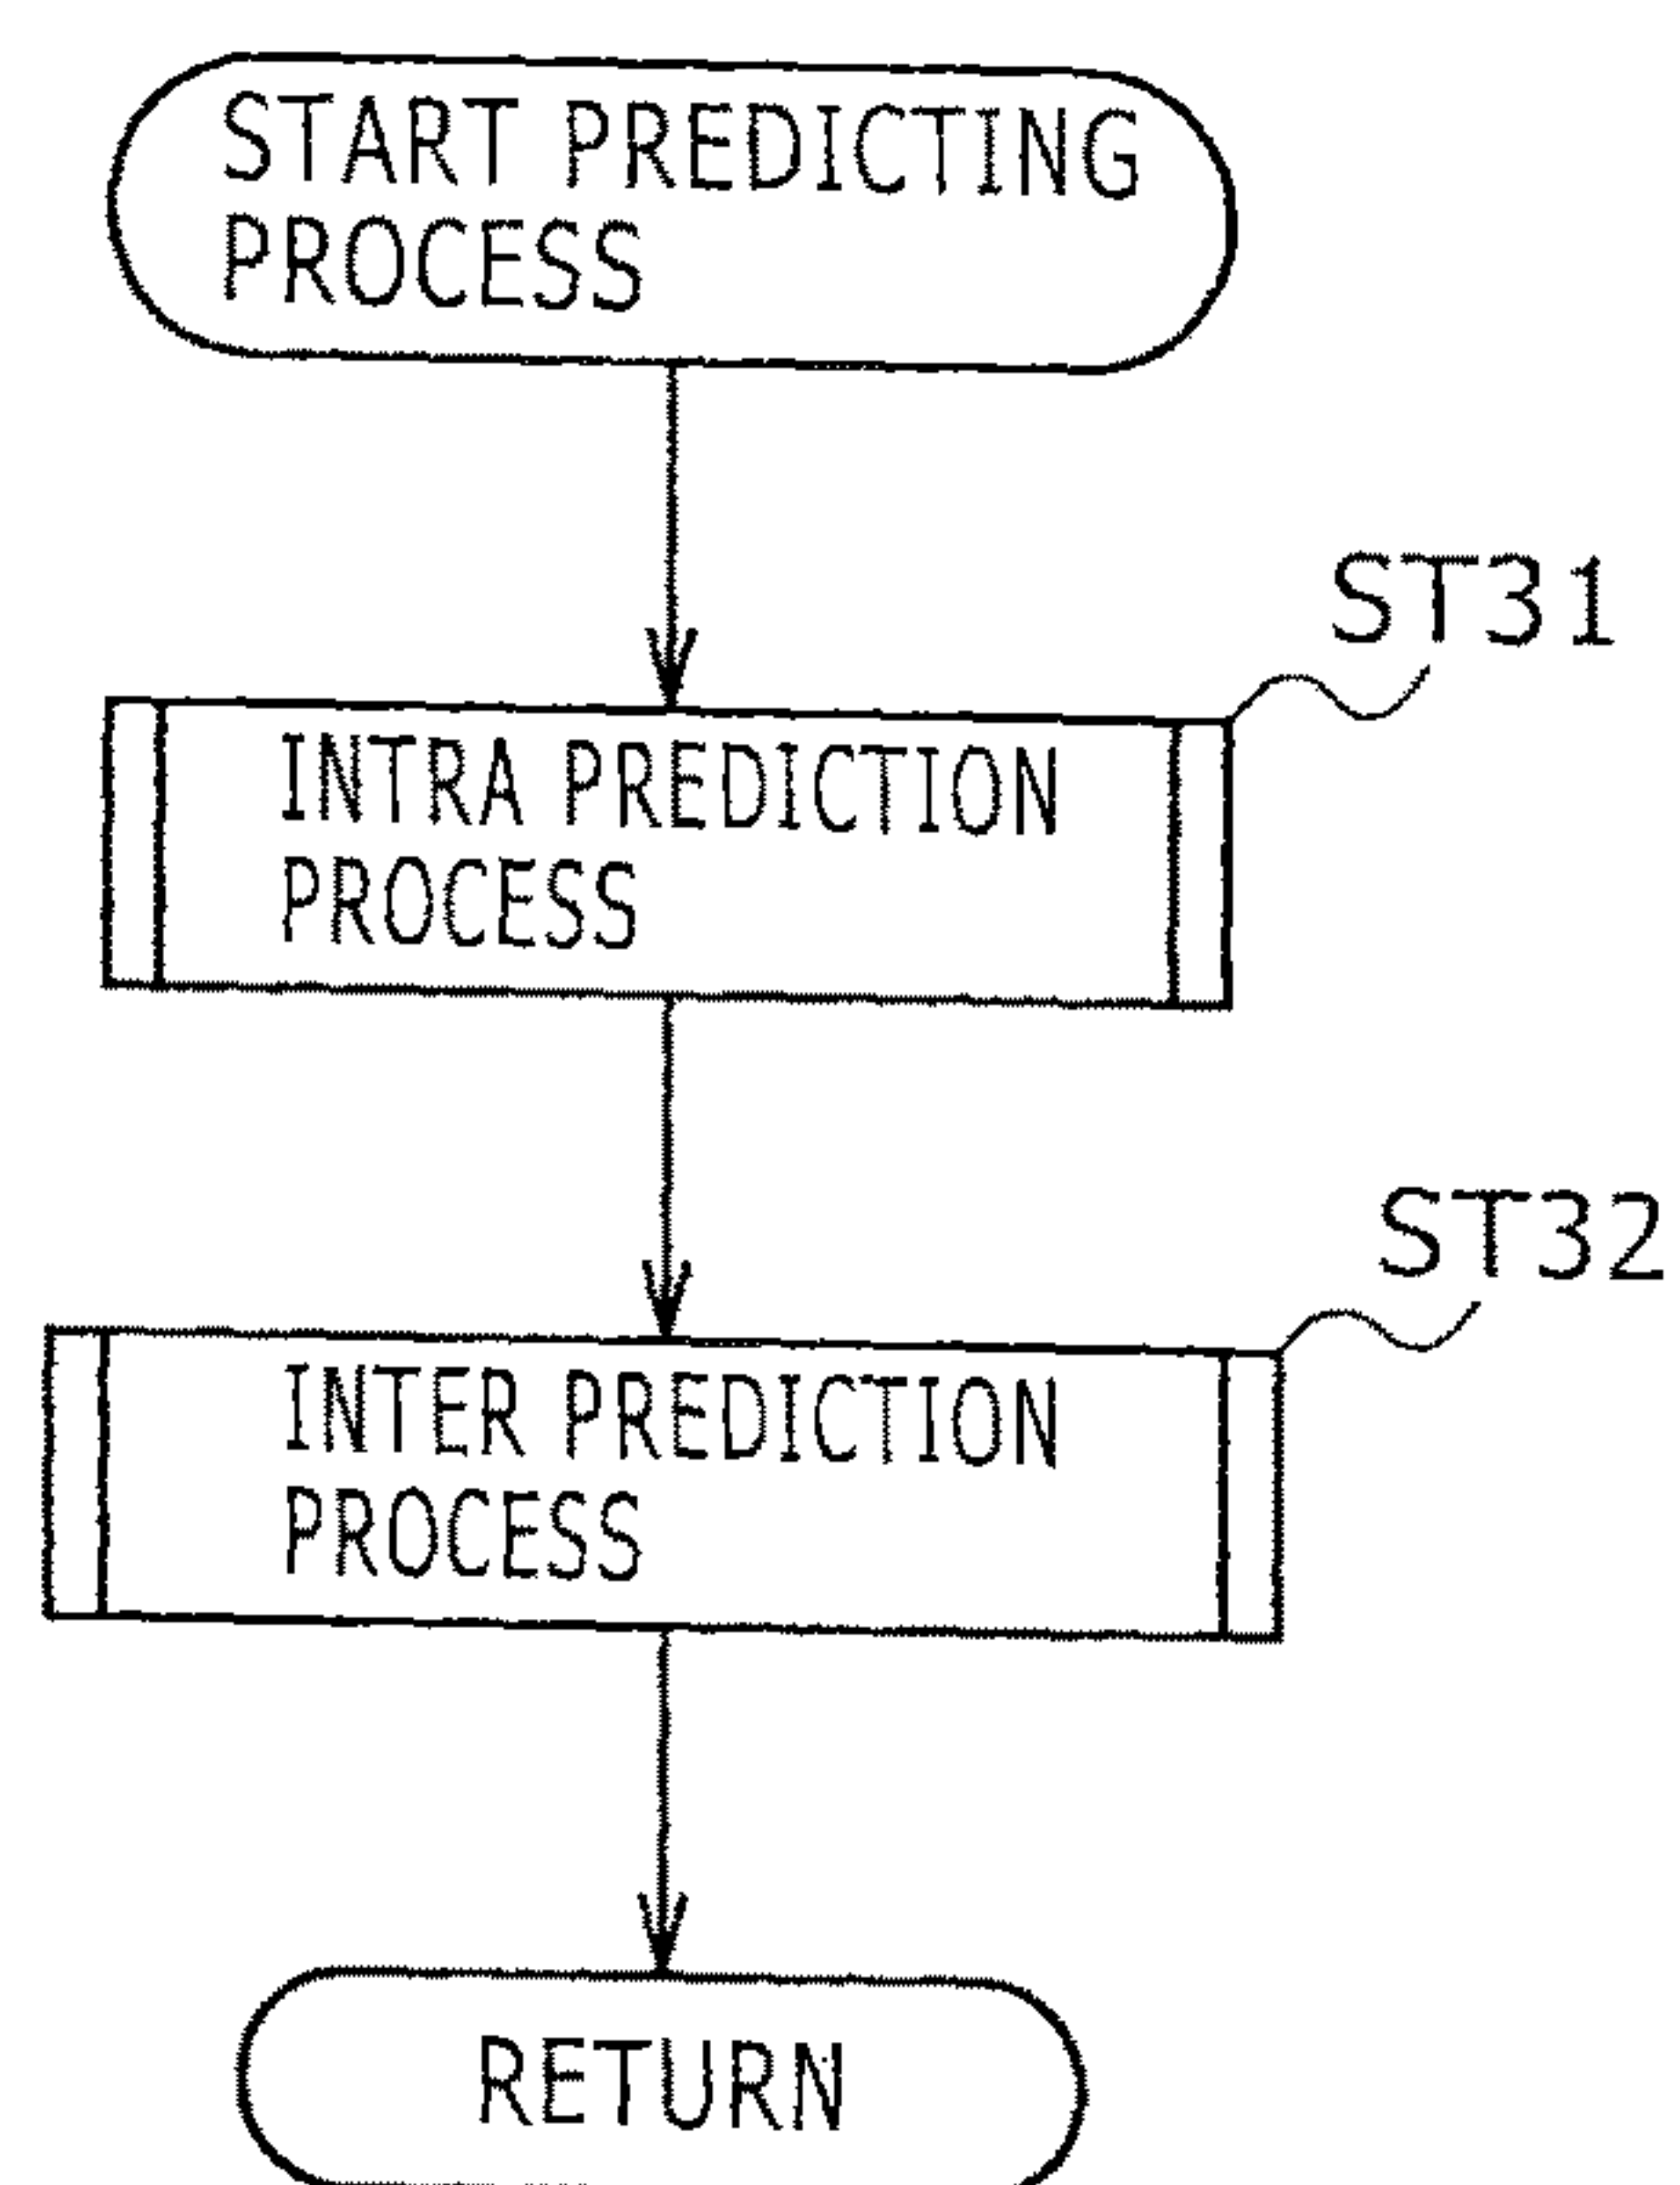 START PREDICTING
PROCESS
ST31
INTRA PREDICTION
PROCESS
ST32
INTER PREDICTION
PROCESS
RETURN